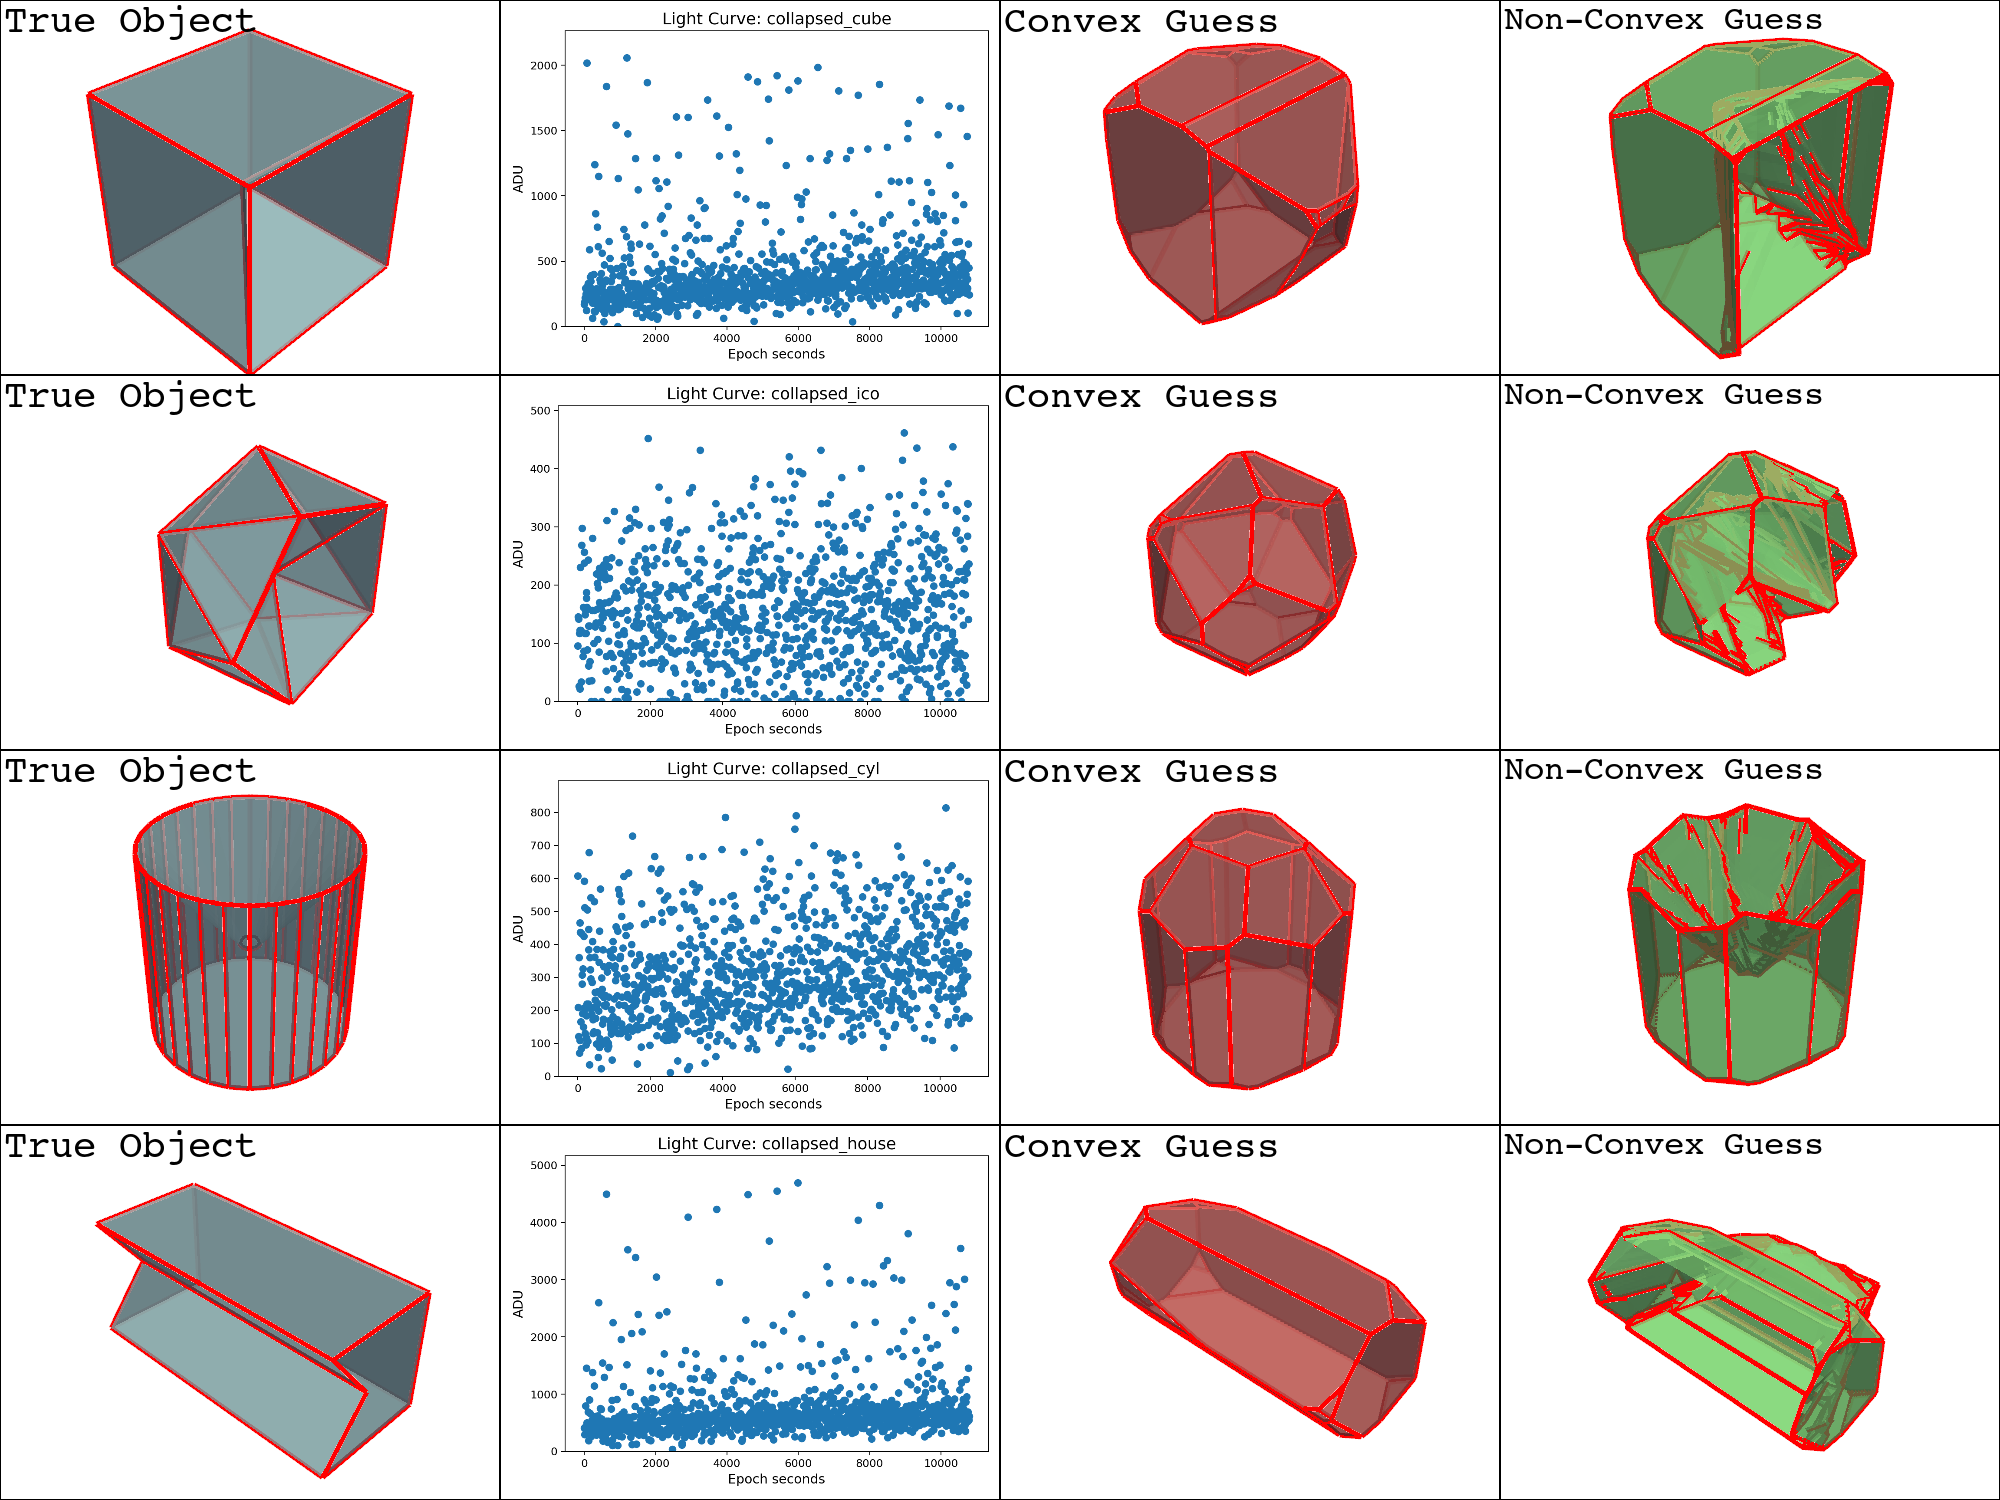 True Object
Light Curve: collapsed_cube
Convex Guess
Non-Convex Guess
ADU
2000
1500
1000
500
0
0 2000 4000 6000 8000 10000
Epoch seconds
True Object
Light Curve: collapsed_ico
Convex Guess
Non-Convex Guess
ADU
500
400
300
200
100
0
0 2000 4000 6000 8000 10000
Epoch seconds
True Object
Light Curve: collapsed_cyl
Convex Guess
Non-Convex Guess
ADU
800
700
600
500
400
300
200
100
0
0 2000 4000 6000 8000 10000
Epoch seconds
True Object
Light Curve: collapsed_house
Convex Guess
Non-Convex Guess
ADU
5000
4000
3000
2000
1000
0
0 2000 4000 6000 8000 10000
Epoch seconds